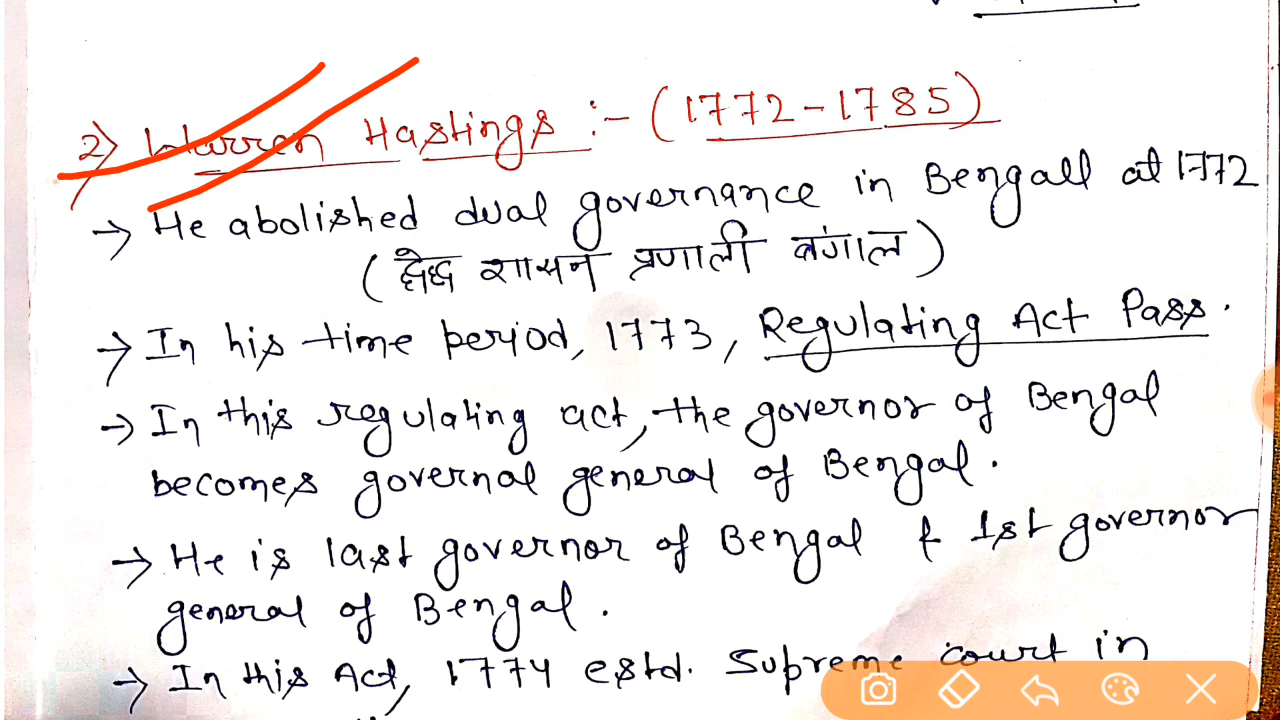 2) Warren Hastings :- (1772-1785)
→ He abolished dual governance in Bengall at 1772
(द्वैध शासन प्रणाली बंगाल)
→ In his time period, 1773, Regulating Act Pass.
→ In this regulating act, the governor of Bengal
becomes governal general of Bengal.
→ He is last governor of Bengal & 1st governor
general of Bengal.
→ In this Act, 1774 estd. Supreme court in